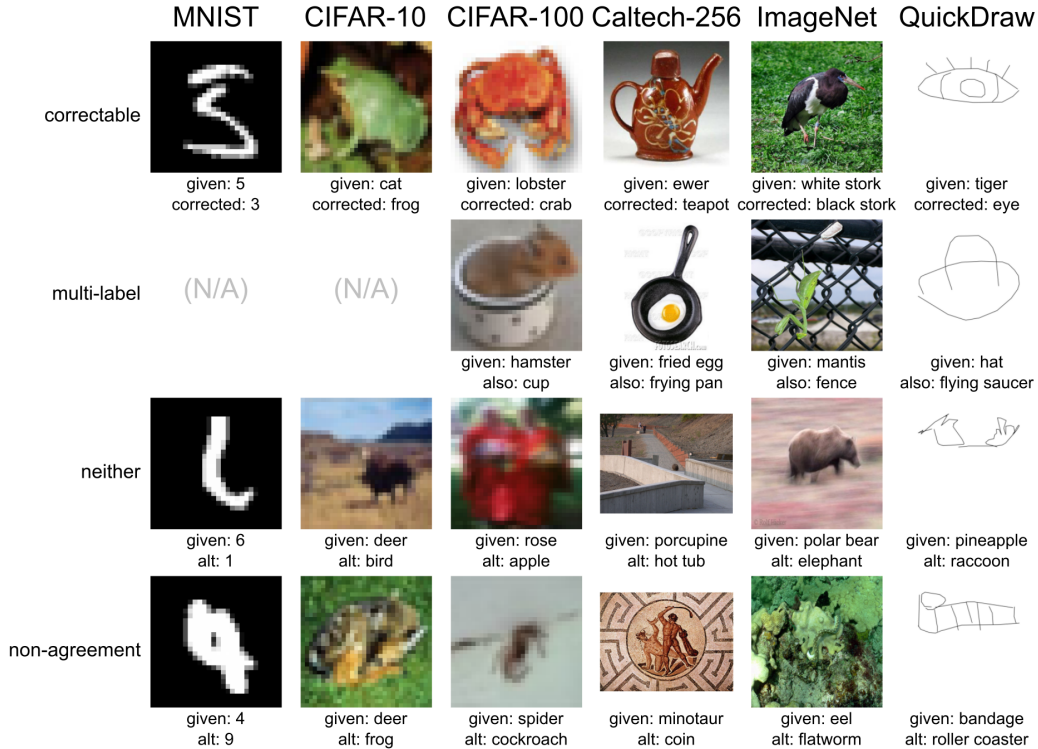 MNIST CIFAR-10 CIFAR-100 Caltech-256 ImageNet QuickDraw
correctable
given: 5 given: cat given: lobster given: ewer given: white stork given: tiger
corrected: 3 corrected: frog corrected: crab corrected: teapot corrected: black stork corrected: eye
multi-label (N/A) (N/A)
given: hamster given: fried egg given: mantis given: hat
also: cup also: frying pan also: fence also: flying saucer
neither
given: 6 given: deer given: rose given: porcupine given: polar bear given: pineapple
alt: 1 alt: bird alt: apple alt: hot tub alt: elephant alt: raccoon
non-agreement
given: 4 given: deer given: spider given: minotaur given: eel given: bandage
alt: 9 alt: frog alt: cockroach alt: coin alt: flatworm alt: roller coaster